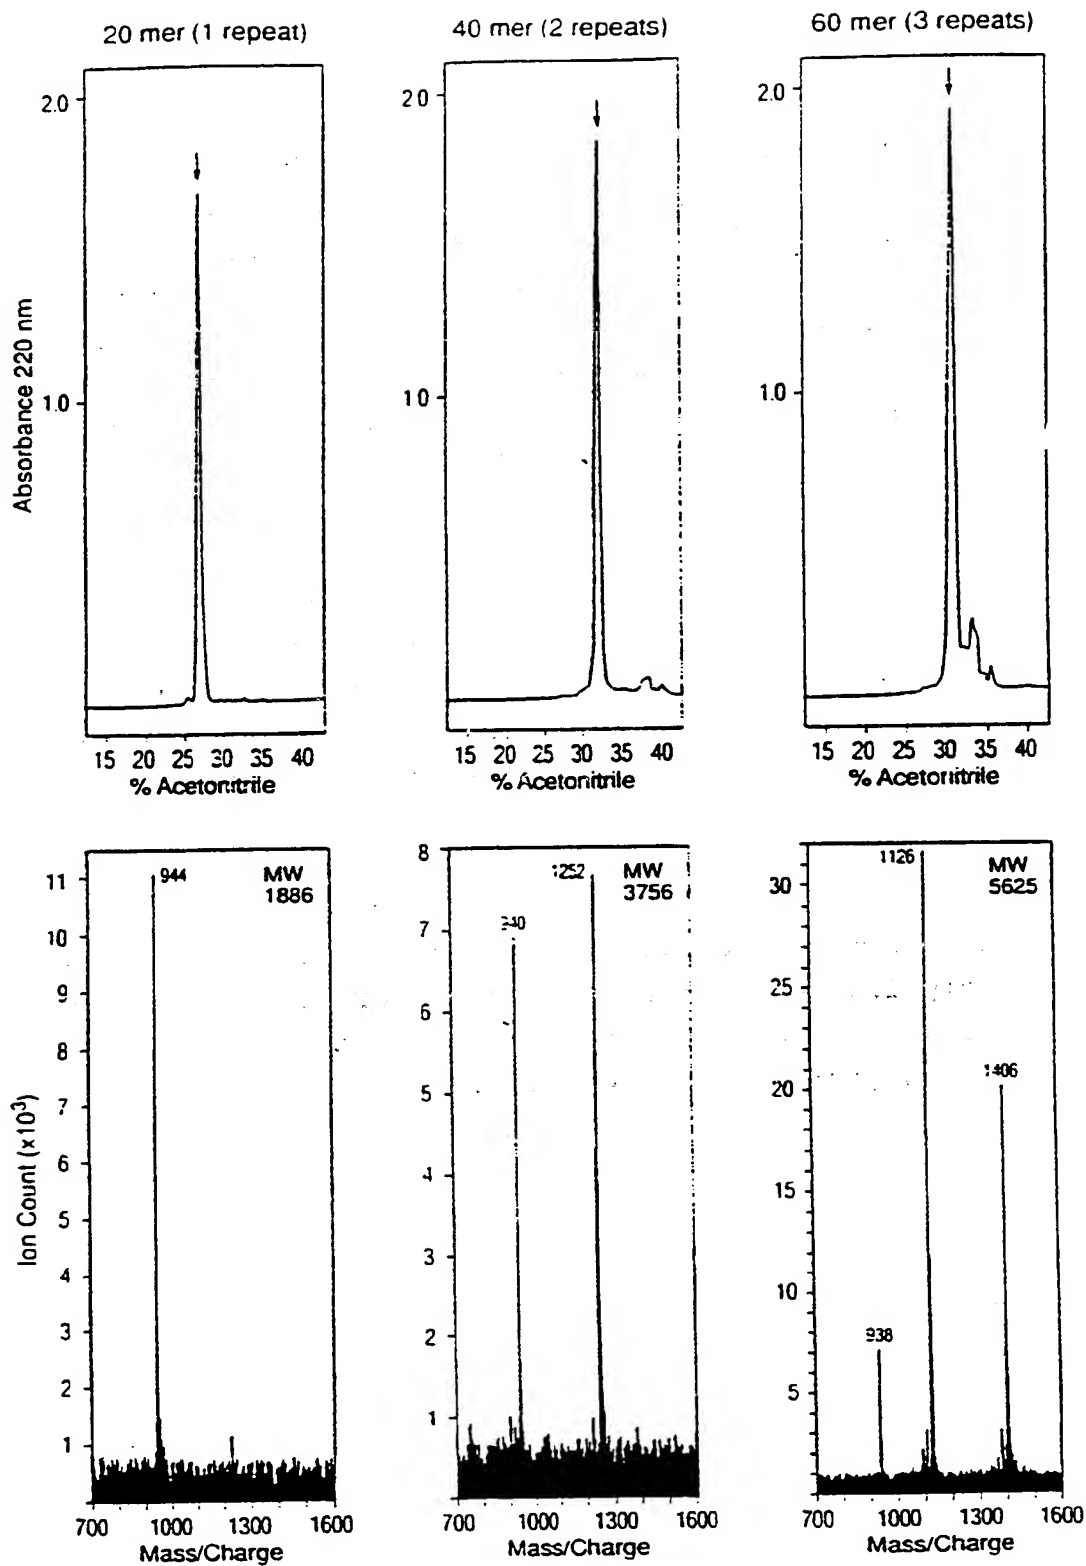 20 mer (1 repeat)
40 mer (2 repeats)
60 mer (3 repeats)
Absorbance 220 nm
2.0
1.0
15 20 25 30 35 40
% Acetonitrile
20
10
15 20 25 30 35 40
% Acetonitrile
2.0
1.0
15 20 25 30 35 40
% Acetonitrile
Ion Count (x10³)
11
10
9
8
7
6
5
4
3
2
1
944
MW
1886
700 1000 1300 1600
Mass/Charge
8
7
6
5
4
3
2
1
940
1252
MW
3756
700 1000 1300 1600
Mass/Charge
30
25
20
15
10
5
938
1126
1406
MW
5625
700 1000 1300 1600
Mass/Charge